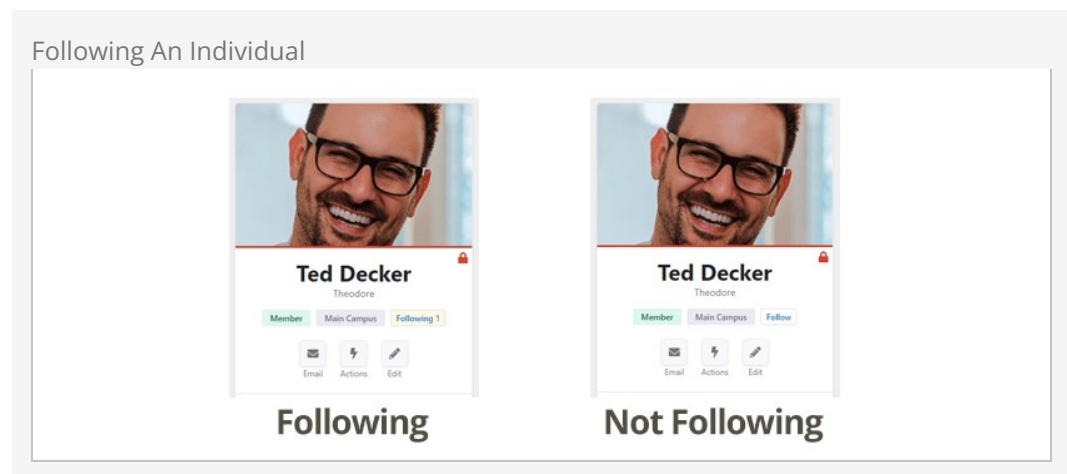 Following An Individual
Ted Decker
Theodore
Member Main Campus Following 1
Email Actions Edit
Following
Ted Decker
Theodore
Member Main Campus Follow
Email Actions Edit
Not Following